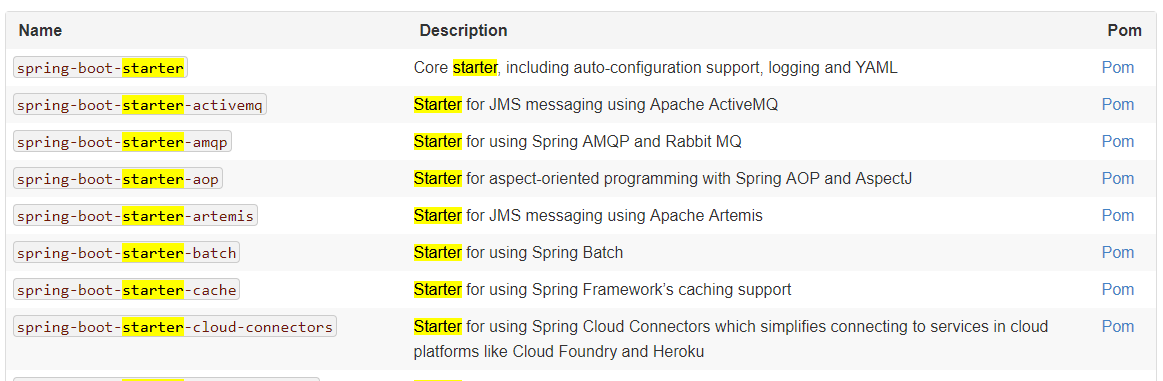 Name Description Pom
spring-boot-starter Core starter, including auto-configuration support, logging and YAML Pom
spring-boot-starter-activemq Starter for JMS messaging using Apache ActiveMQ Pom
spring-boot-starter-amqp Starter for using Spring AMQP and Rabbit MQ Pom
spring-boot-starter-aop Starter for aspect-oriented programming with Spring AOP and AspectJ Pom
spring-boot-starter-artemis Starter for JMS messaging using Apache Artemis Pom
spring-boot-starter-batch Starter for using Spring Batch Pom
spring-boot-starter-cache Starter for using Spring Framework’s caching support Pom
spring-boot-starter-cloud-connectors Starter for using Spring Cloud Connectors which simplifies connecting to services in cloud Pom
platforms like Cloud Foundry and Heroku